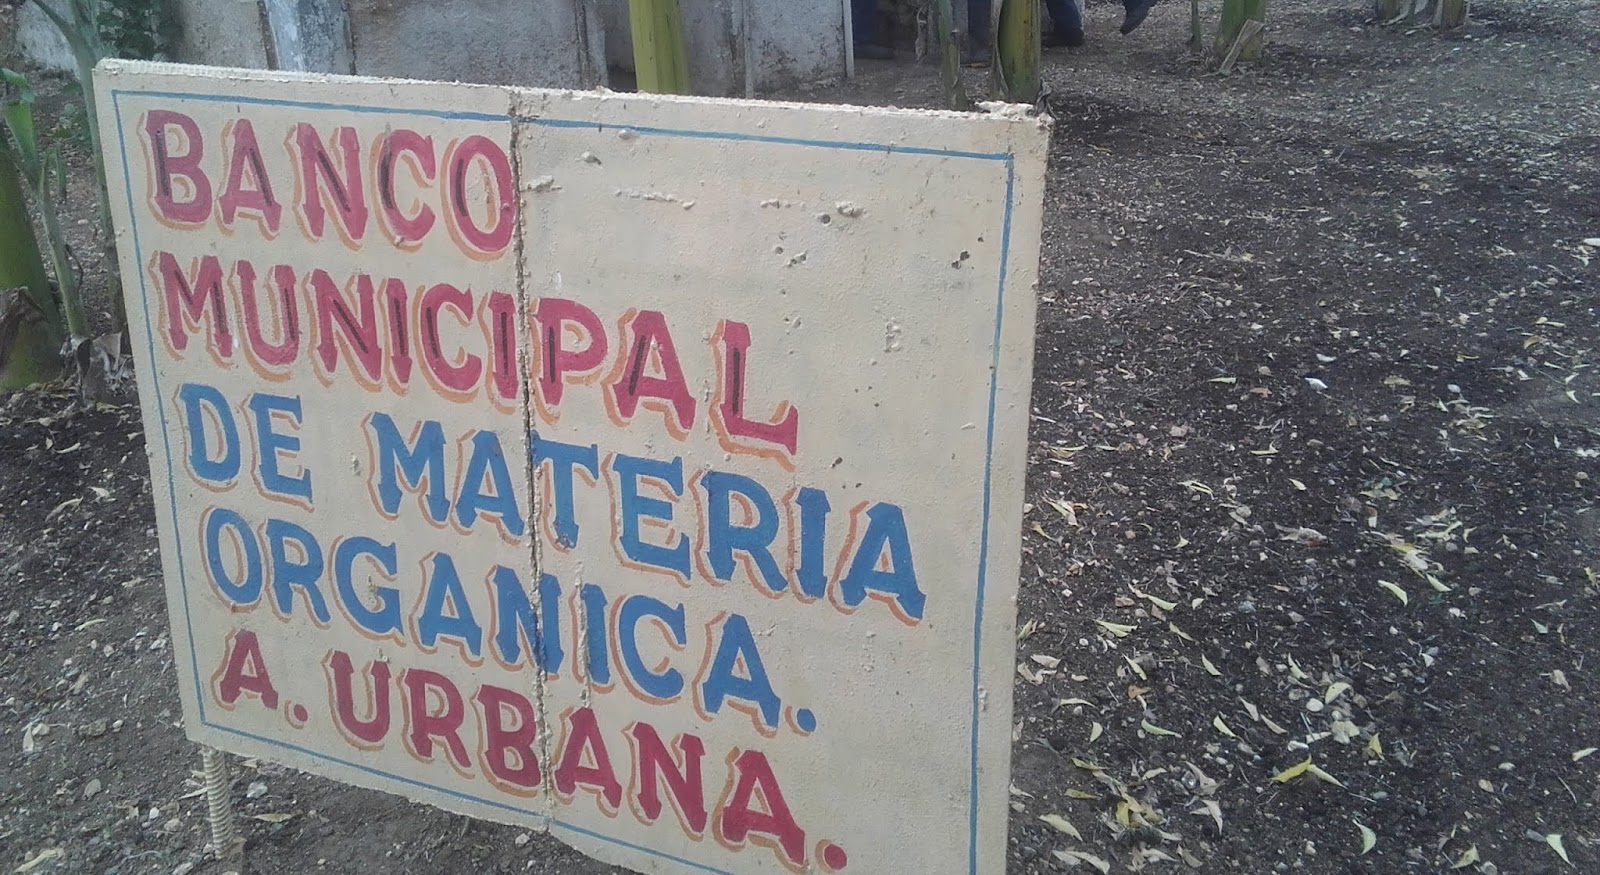 BANCO
MUNICIPAL
DE MATERIA
ORGANICA.
A. URBANA.